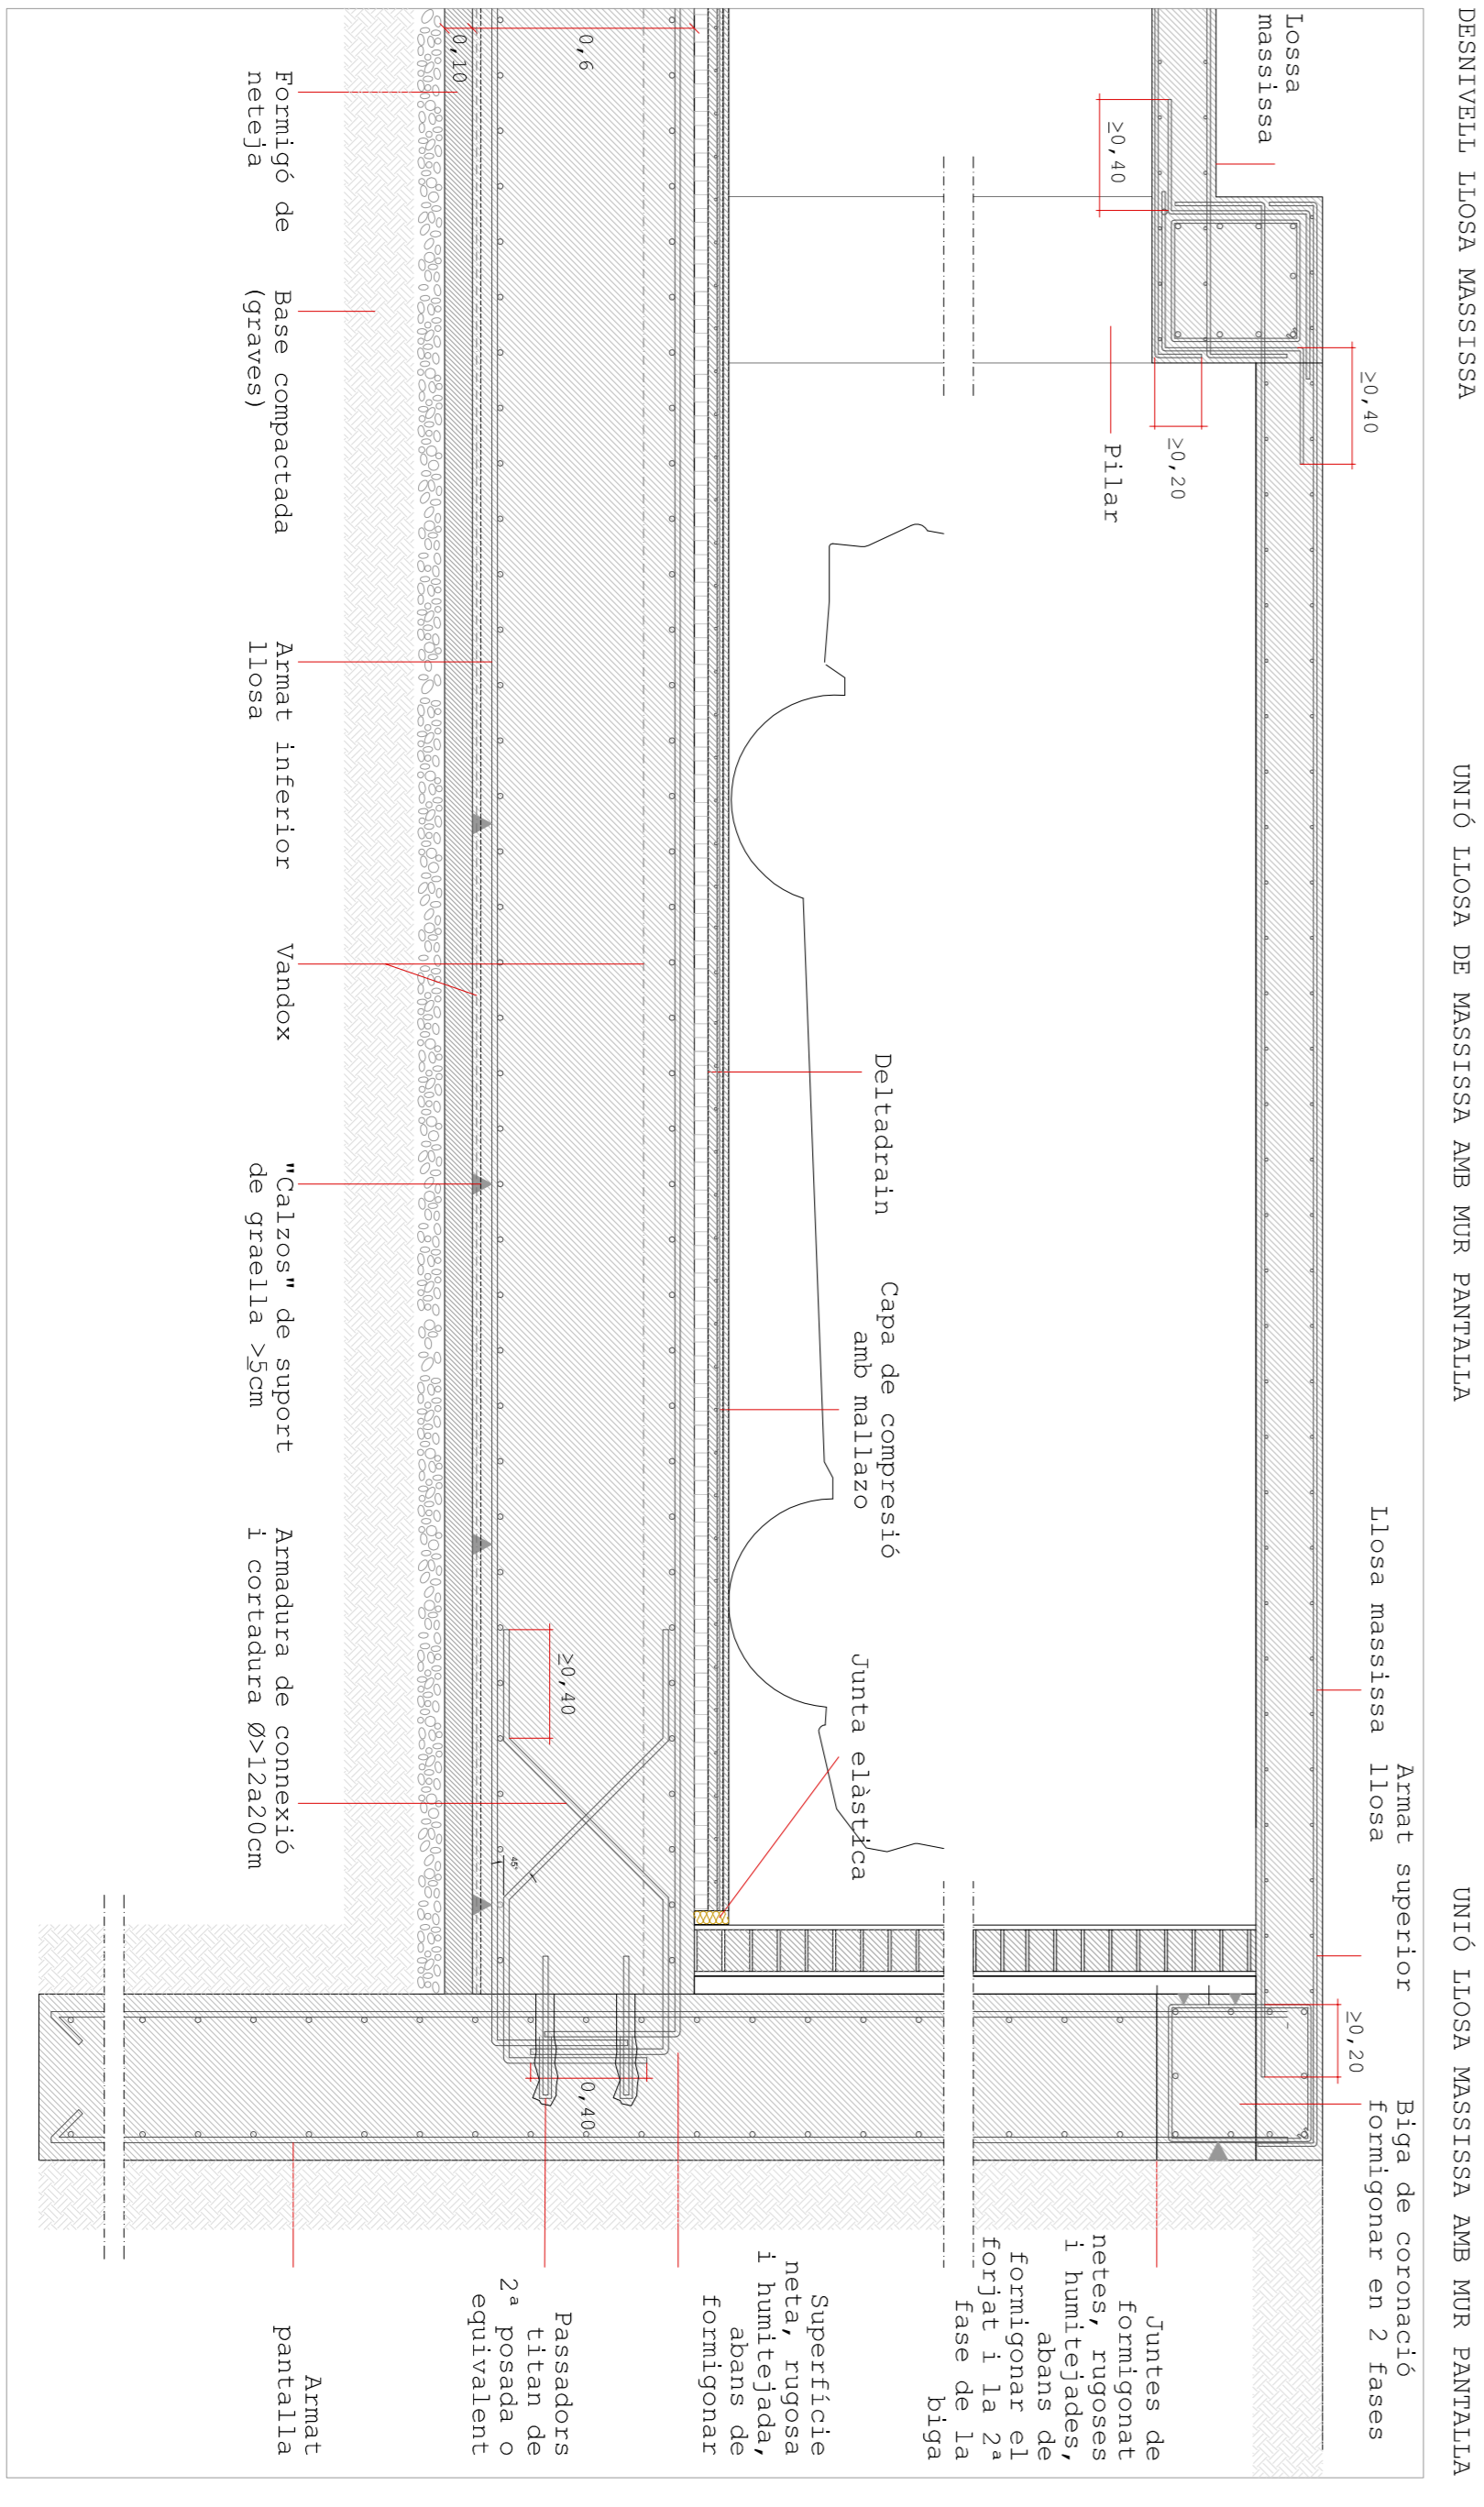 DESNIVELL LLOSA MASSISSA
UNIÓ LLOSA DE MASSISSA AMB MUR PANTALLA
UNIÓ LLOSA MASSISSA AMB MUR PANTALLA
Lossa
massissa
≥0,40
≥0,40
≥0,20
Pilar
Llosa massissa
Armat superior
llosa
≥0,20
Biga de coronació
formigonar en 2 fases
Deltadrain
Capa de compresió
amb mallazo
Junta elàstica
Juntes de
formigonat
netes, rugoses
i humitejades,
abans de
formigonar el
forjat i la 2ª
fase de la
biga
Superfície
neta, rugosa
i humitejada,
abans de
formigonar
Passadors
titan de
2ª posada o
equivalent
Armat
pantalla
0,6
0,10
≥0,40
45°
0,40
Formigó de
neteja
Base compactada
(graves)
Armat inferior
llosa
Vandox
"Calzos" de suport
de graella ≥5cm
Armadura de connexió
i cortadura Ø>12a20cm